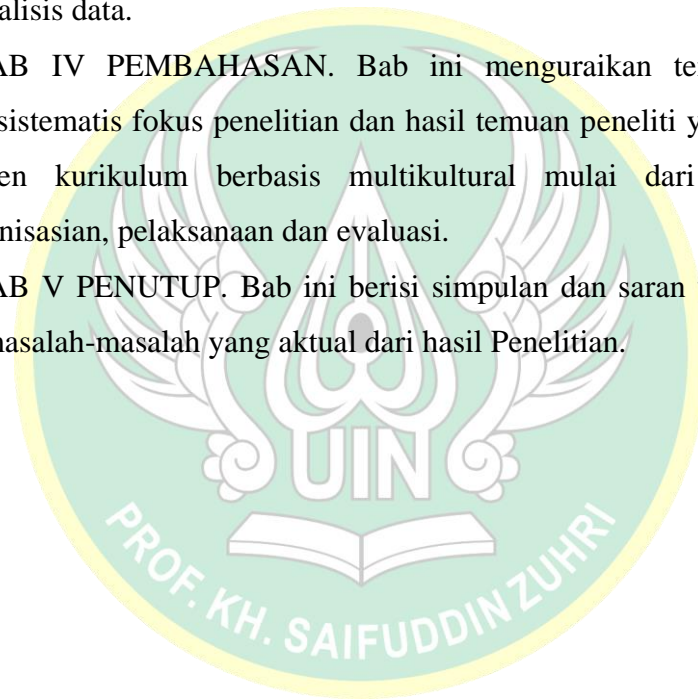 alisis data.
AB IV PEMBAHASAN. Bab ini menguraikan te
sistematis fokus penelitian dan hasil temuan peneliti y
en kurikulum berbasis multikultural mulai dari
nisasian, pelaksanaan dan evaluasi.
AB V PENUTUP. Bab ini berisi simpulan dan saran
nasalah-masalah yang aktual dari hasil Penelitian.
UIN
PROF. KH. SAIFUDDIN ZUHRI